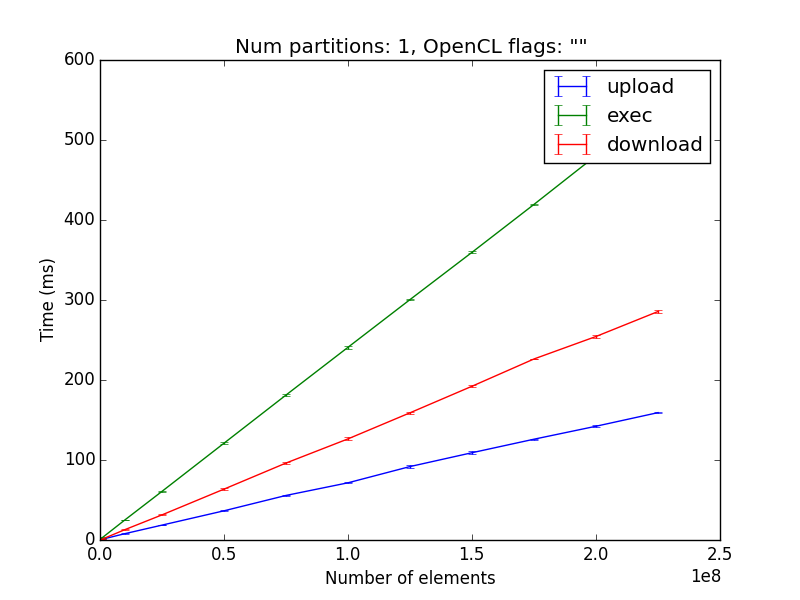 Num partitions: 1, OpenCL flags: ""
600
500
400
300
200
100
0
Time (ms)
upload
exec
download
0.0 0.5 1.0 1.5 2.0 2.5
1e8
Number of elements